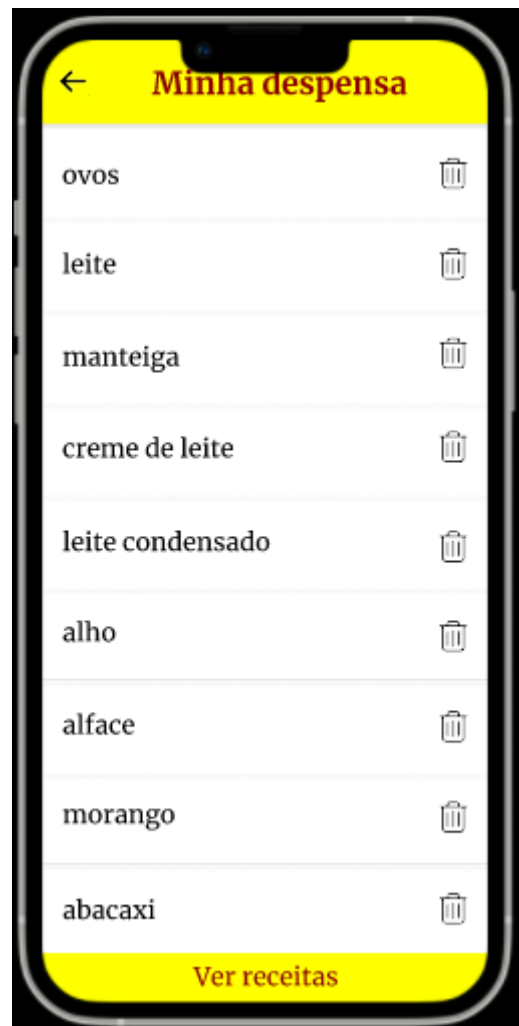 Minha despensa
ovos
leite
manteiga
creme de leite
leite condensado
alho
alface
morango
abacaxi
Ver receitas